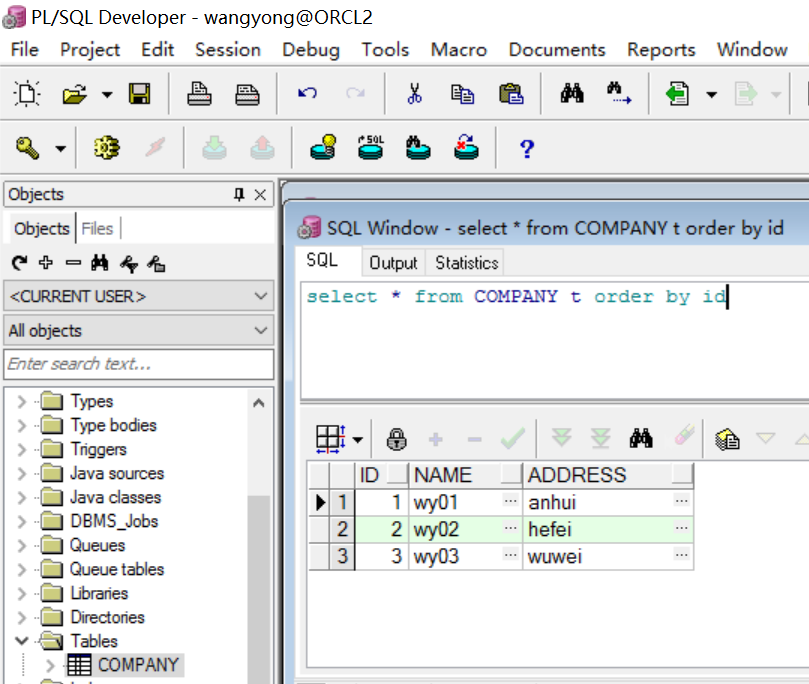 PL/SQL Developer - wangyong@ORCL2
File Project Edit Session Debug Tools Macro Documents Reports Window
SQL
?
Objects
Objects Files
<CURRENT USER>
All objects
Enter search text...
Types
Type bodies
Triggers
Java sources
Java classes
DBMS_Jobs
Queues
Queue tables
Libraries
Directories
Tables
COMPANY
SQL Window - select * from COMPANY t order by id
SQL Output Statistics
select * from COMPANY t order by id
ID NAME ADDRESS
1 1 wy01 ... anhui ...
2 2 wy02 ... hefei ...
3 3 wy03 ... wuwei ...